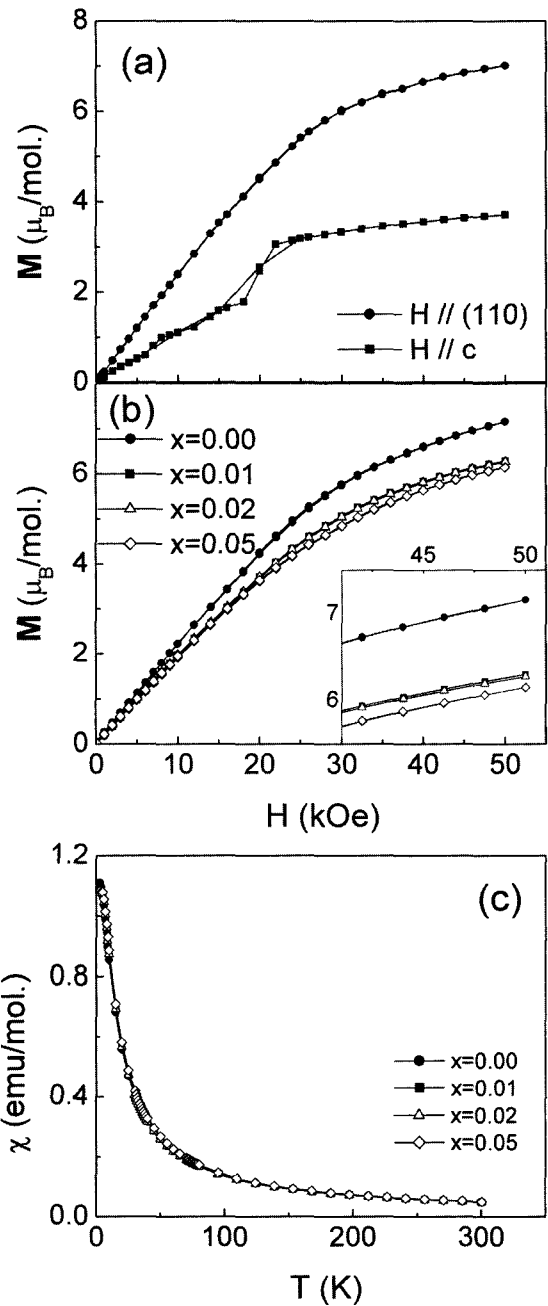 (a)
8
6
4
2
0
M (μB/mol.)
H // (110)
H // c
(b)
x=0.00
x=0.01
x=0.02
x=0.05
6
4
2
0
M (μB/mol.)
45 50
7
6
0 10 20 30 40 50
H (kOe)
(c)
1.2
0.8
0.4
0.0
χ (emu/mol.)
x=0.00
x=0.01
x=0.02
x=0.05
0 100 200 300
T (K)